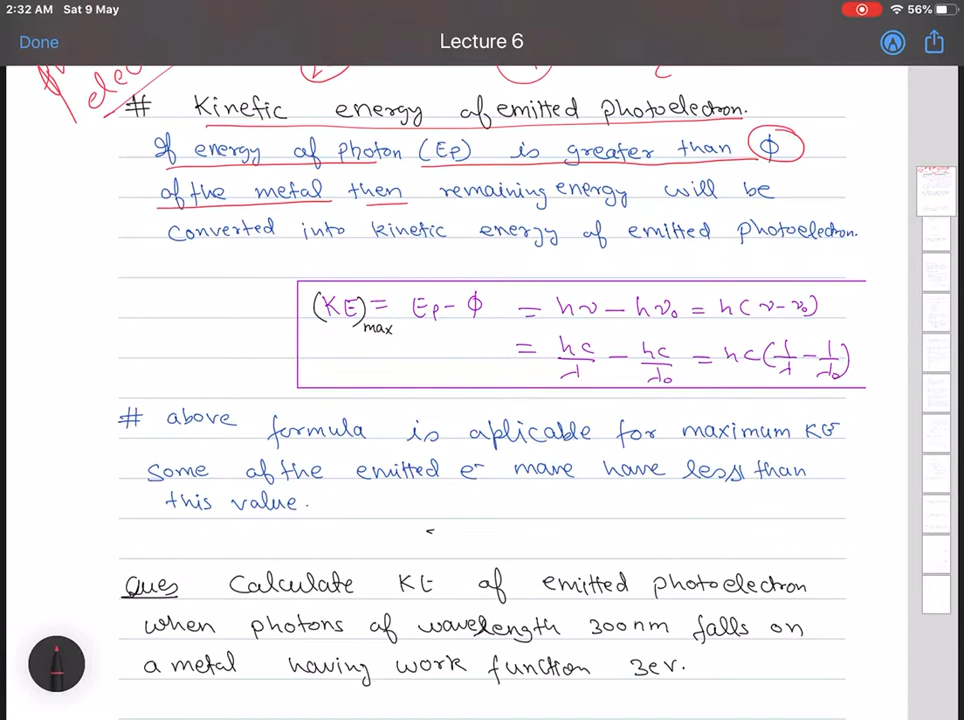 2:32 AM Sat 9 May 56%
Done Lecture 6
# Kinetic energy of emitted photoelectron.
If energy of photon (Ep) is greater than Φ
of the metal then remaining energy will be
Converted into kinetic energy of emitted photoelectron.
(KE)max = Ep - Φ = hν - hν₀ = h(ν - ν₀)
= hc/λ - hc/λ₀ = hc(1/λ - 1/λ₀)
# above formula is aplicable for maximum KE
Some of the emitted e⁻ mave have less than
this value.
Ques Calculate KE of emitted photoelectron
when photons of wavelength 300nm falls on
a metal having work function 3ev.